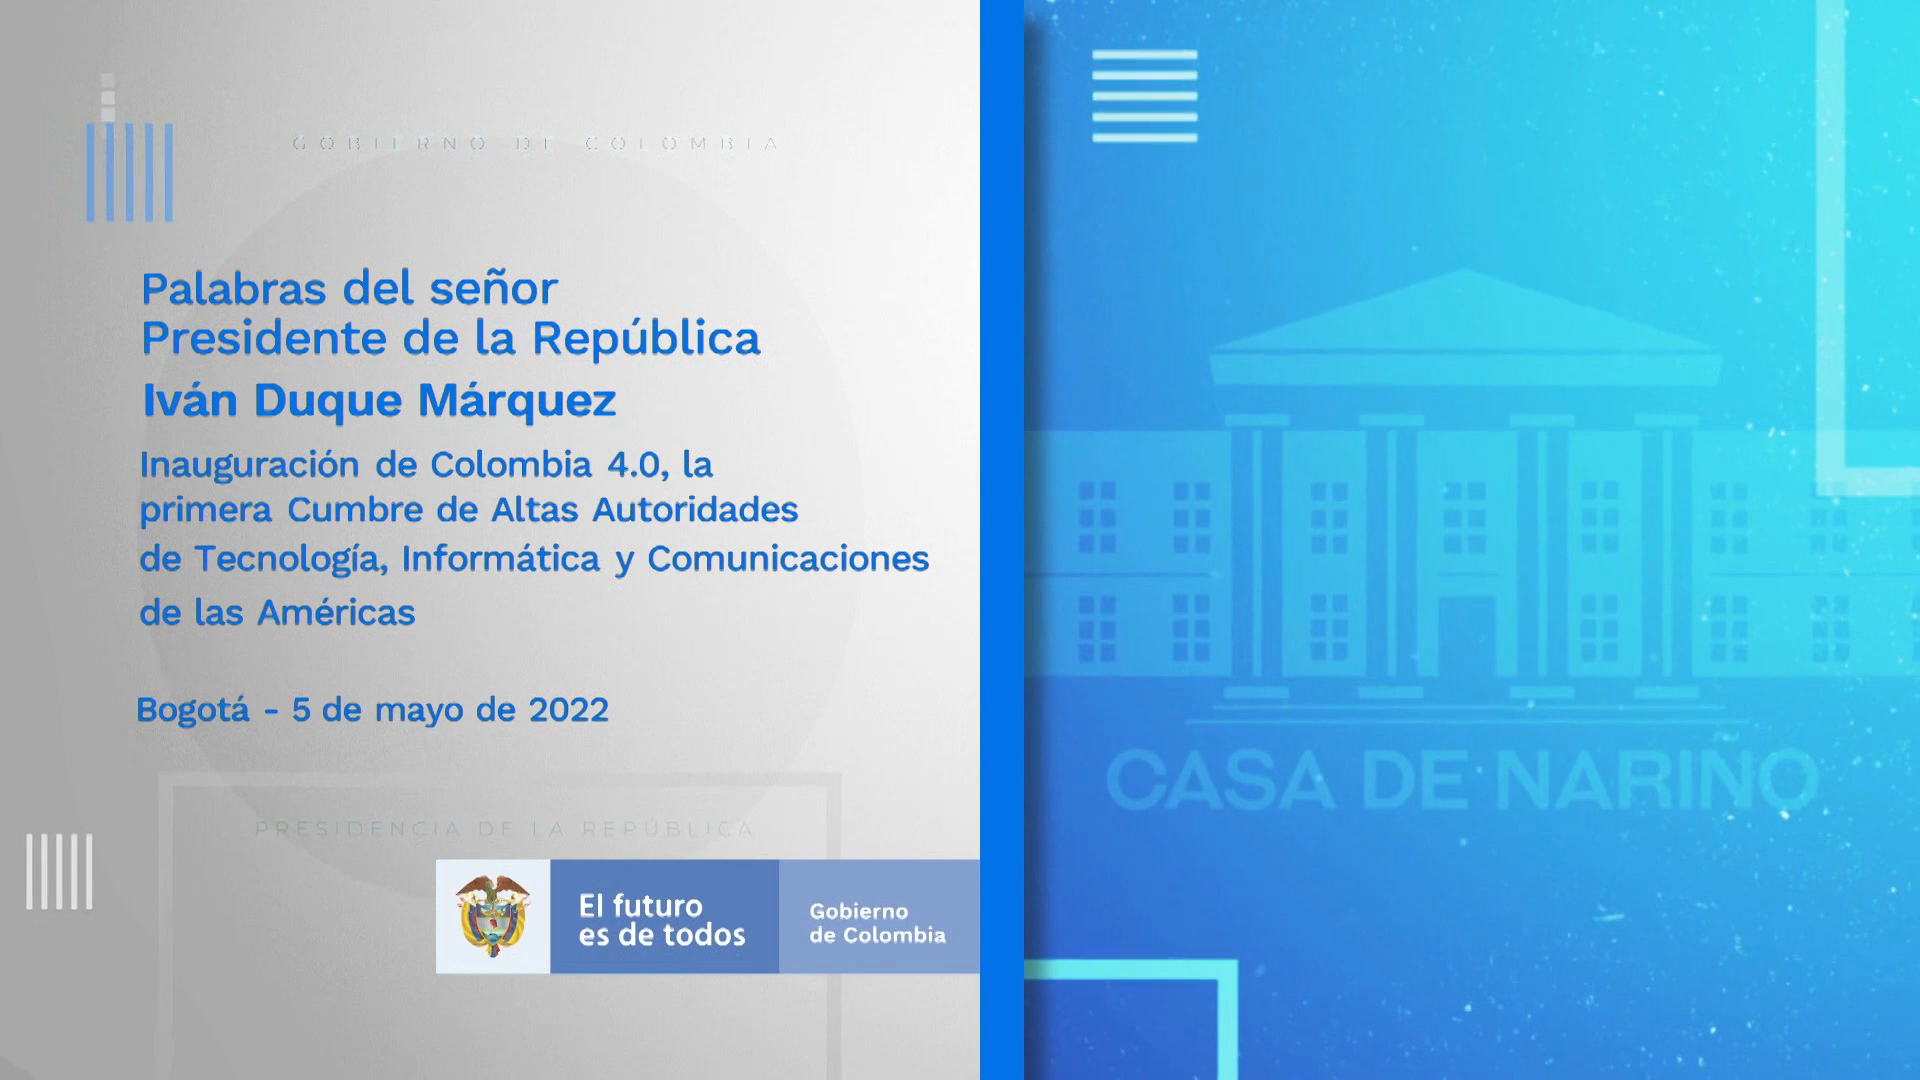 GOBIERNO DE COLOMBIA
Palabras del señor
Presidente de la República
Iván Duque Márquez
Inauguración de Colombia 4.0, la
primera Cumbre de Altas Autoridades
de Tecnología, Informática y Comunicaciones
de las Américas
Bogotá - 5 de mayo de 2022
PRESIDENCIA DE LA REPÚBLICA
El futuro
es de todos
Gobierno
de Colombia
CASA DE NARIÑO